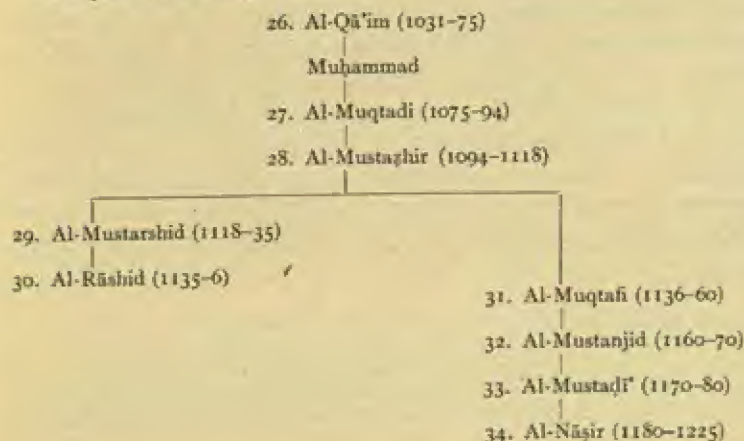 26. Al-Qā'im (1031-75)
Muḥammad
27. Al-Muqtadi (1075-94)
28. Al-Mustaẓhir (1094-1118)
29. Al-Mustarshid (1118-35)
30. Al-Rāshid (1135-6)
31. Al-Muqtafi (1136-60)
32. Al-Mustanjid (1160-70)
33. Al-Mustaḍī' (1170-80)
34. Al-Nāṣir (1180-1225)